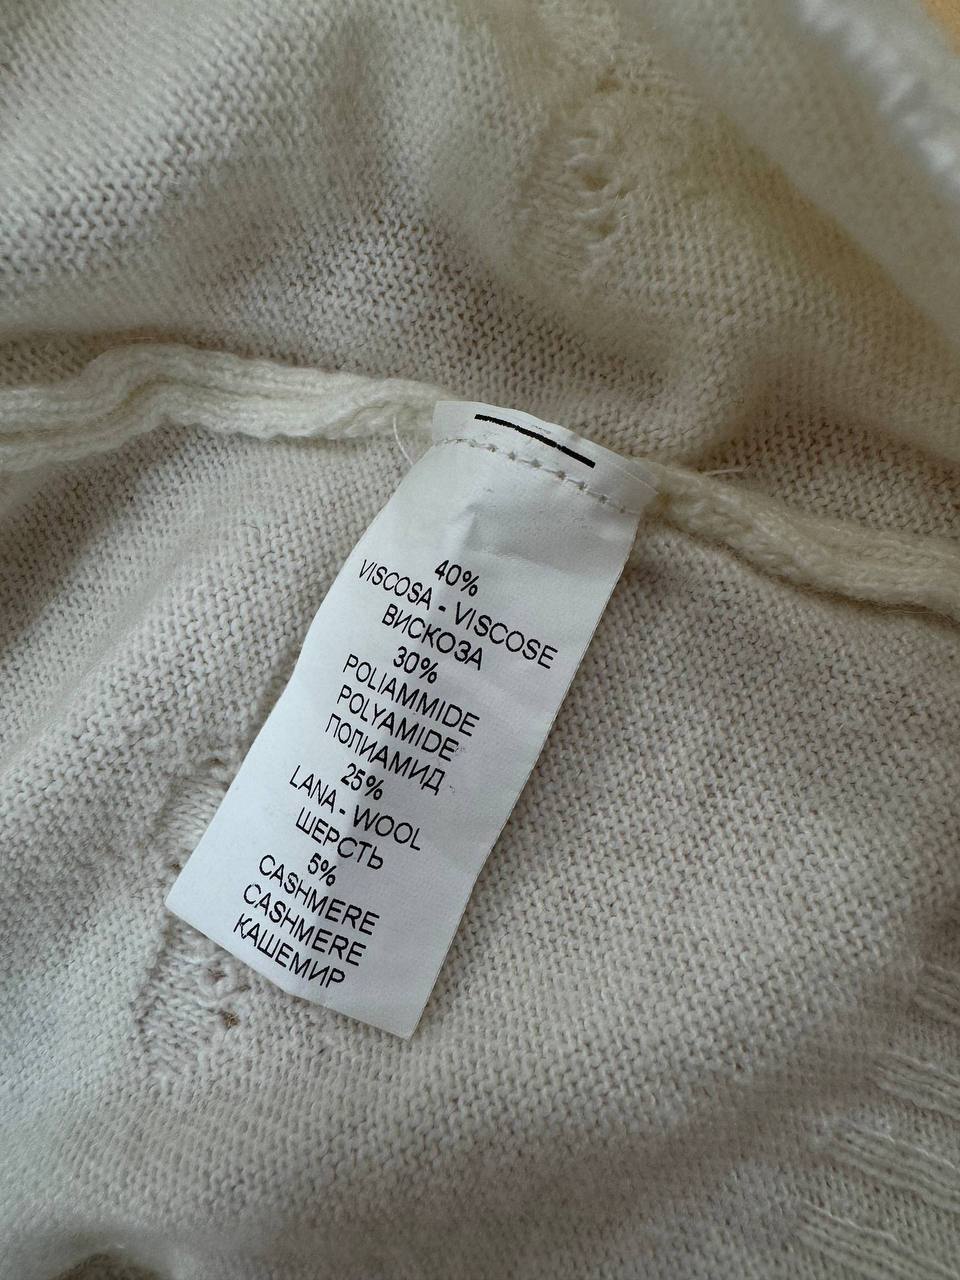 40%
VISCOSA - VISCOSE
ВИСКОЗА
30%
POLIAMMIDE
POLYAMIDE
ПОЛИАМИД
25%
LANA - WOOL
ШЕРСТЬ
5%
CASHMERE
CASHMERE
КАШЕМИР